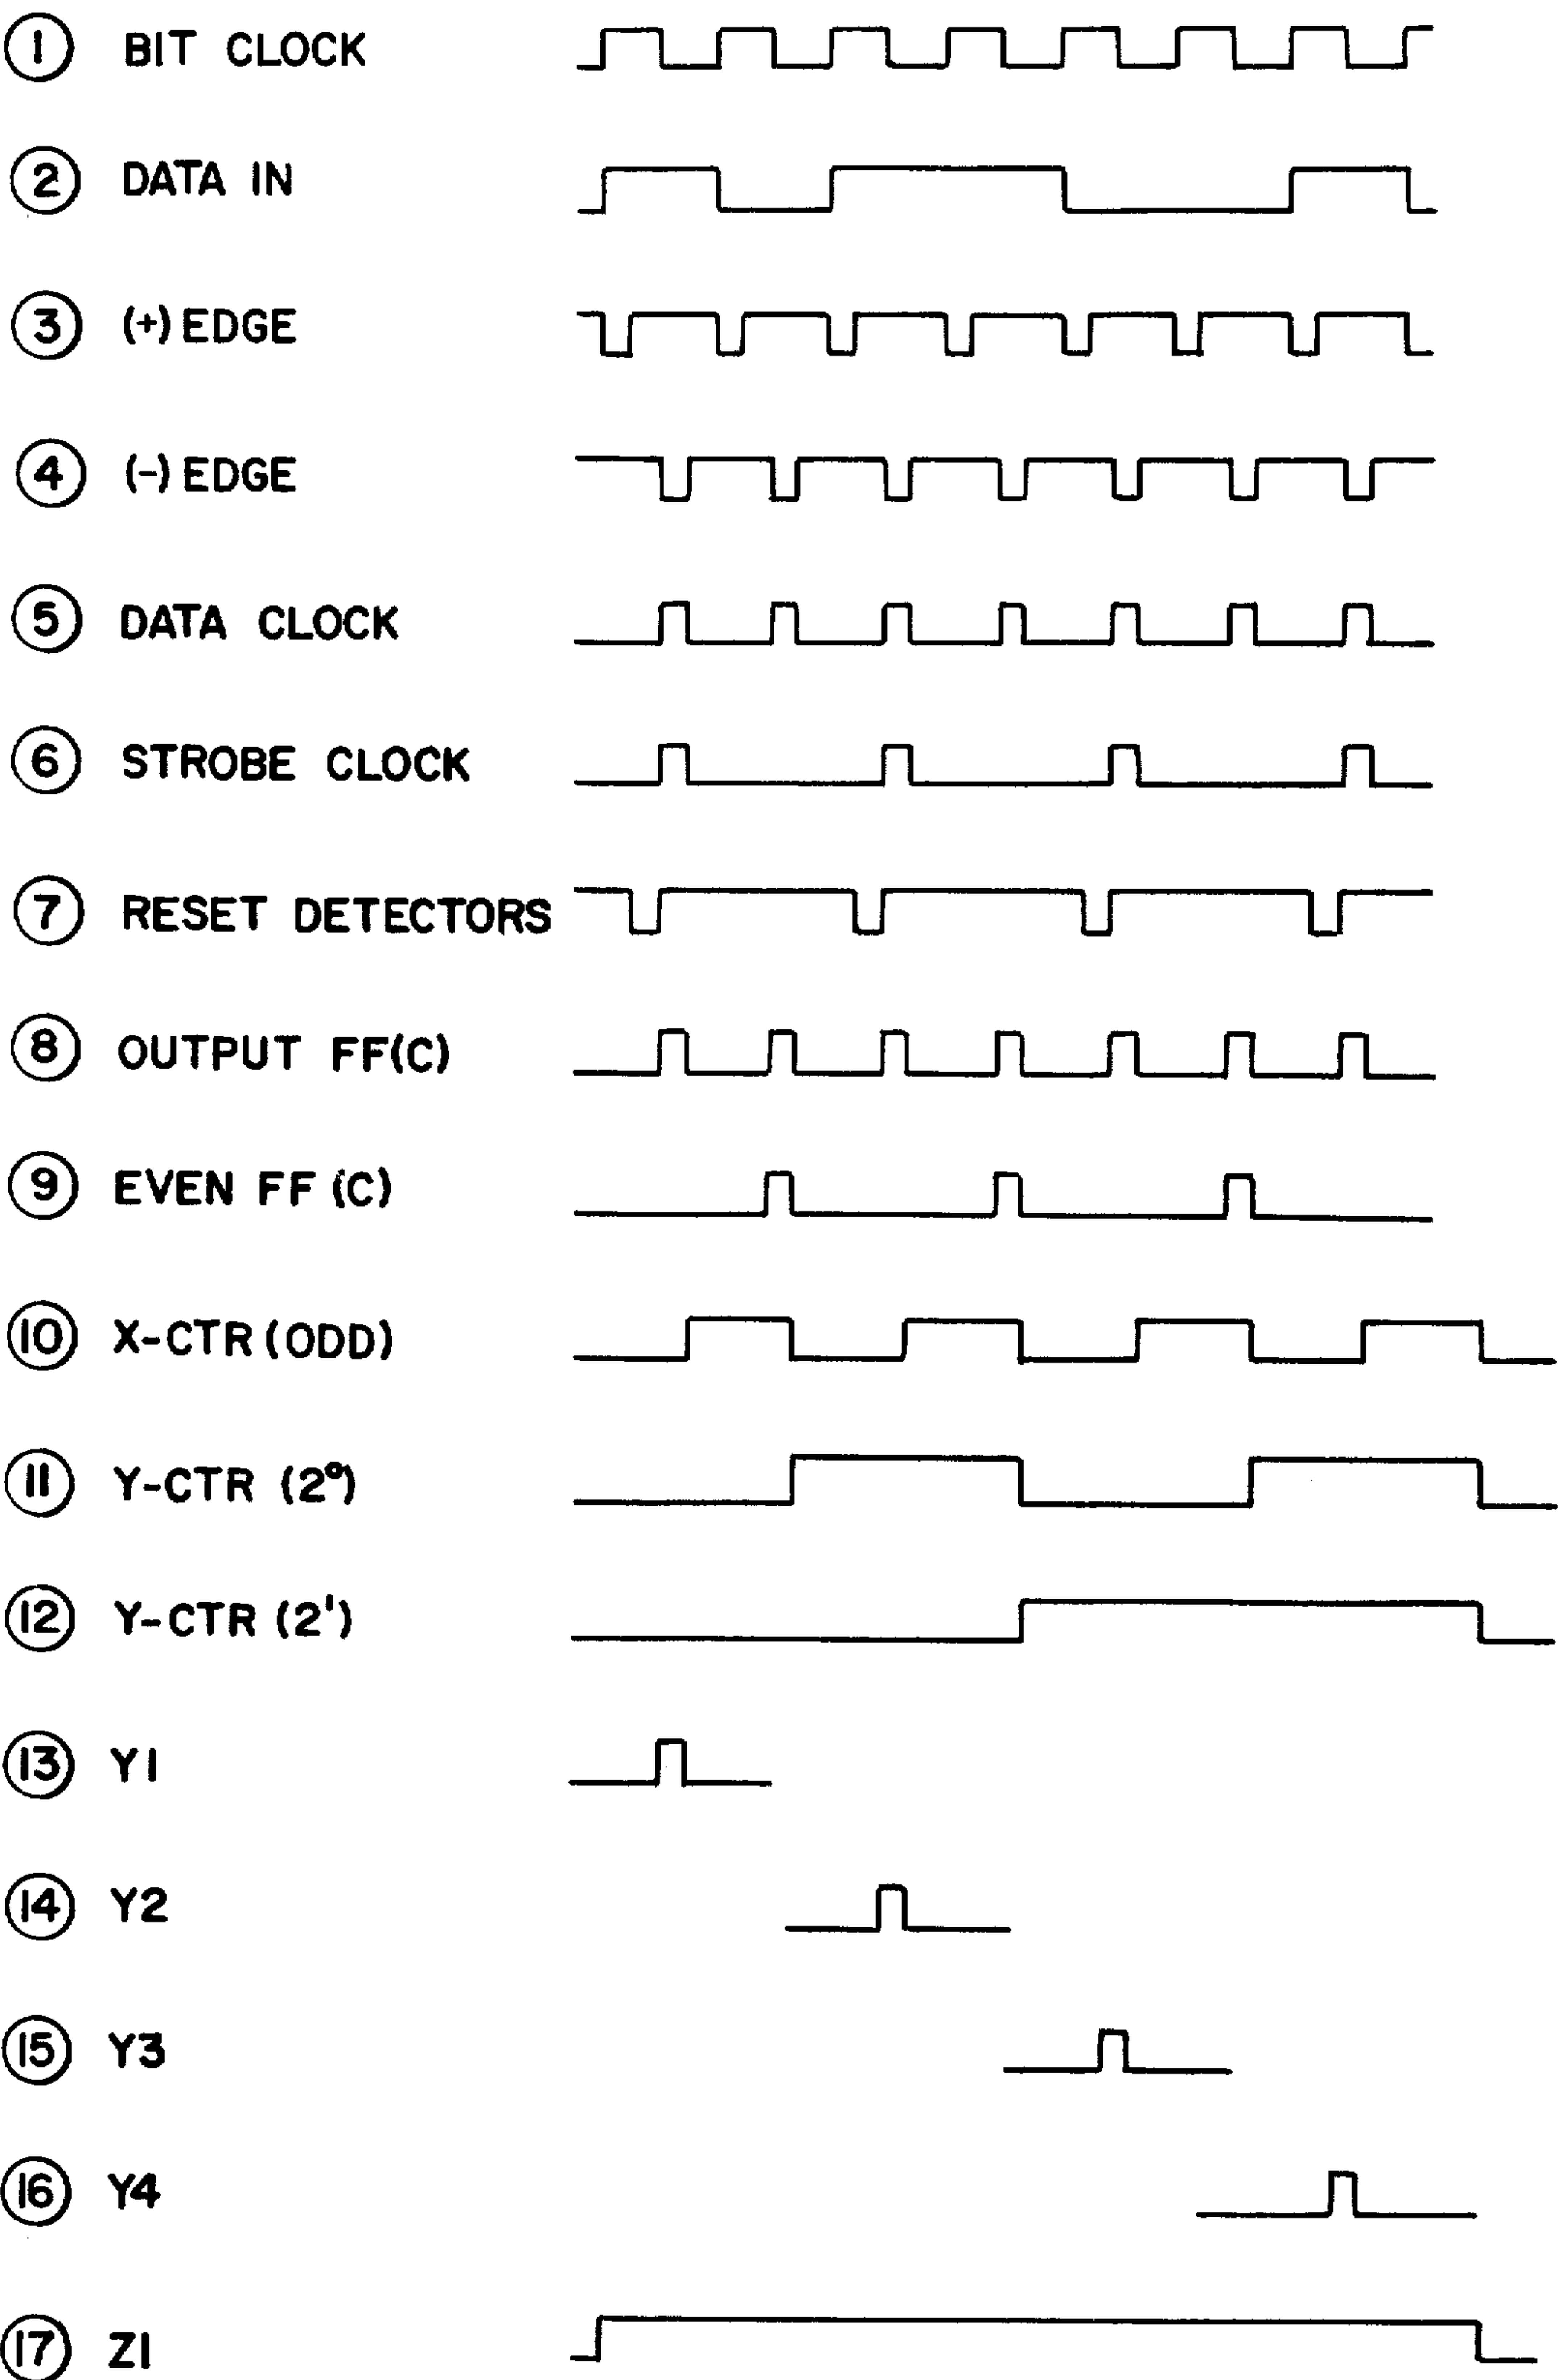 1 BIT CLOCK
2 DATA IN
3 (+) EDGE
4 (-) EDGE
5 DATA CLOCK
6 STROBE CLOCK
7 RESET DETECTORS
8 OUTPUT FF(C)
9 EVEN FF (C)
10 X-CTR (ODD)
11 Y-CTR (2⁰)
12 Y-CTR (2')
13 Y1
14 Y2
15 Y3
16 Y4
17 Z1